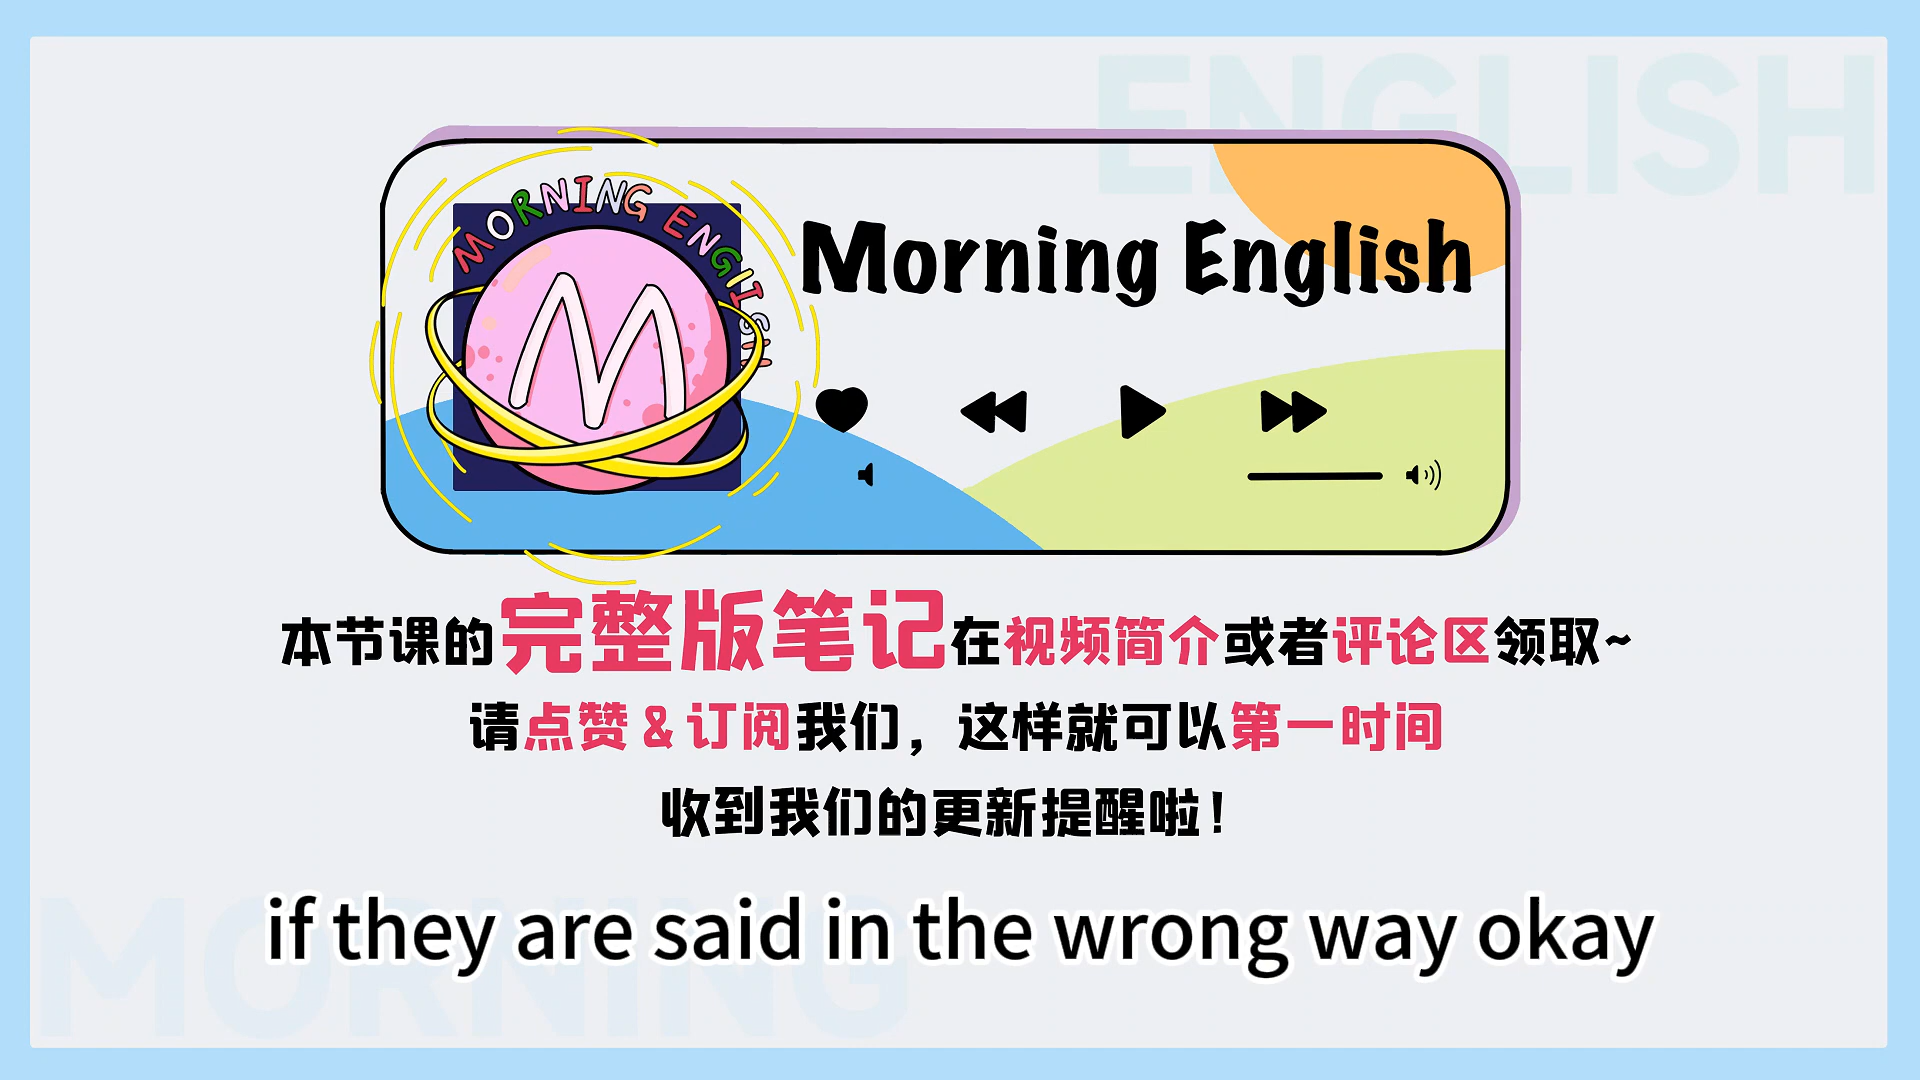 ENGLISH
MORNING ENGLISH
M
Morning English
本节课的完整版笔记在视频简介或者评论区领取~
请点赞&订阅我们，这样就可以第一时间
收到我们的更新提醒啦！
if they are said in the wrong way okay
MORNING